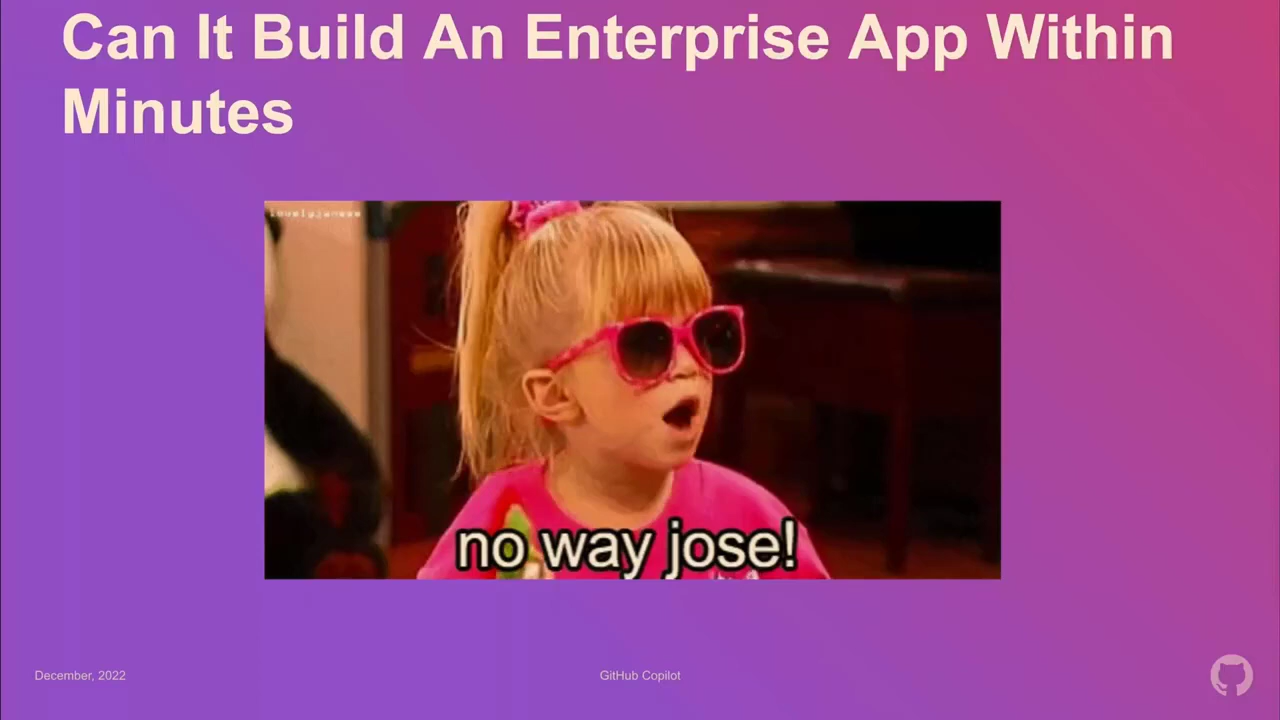 Can It Build An Enterprise App Within
Minutes
no way jose!
December, 2022
GitHub Copilot